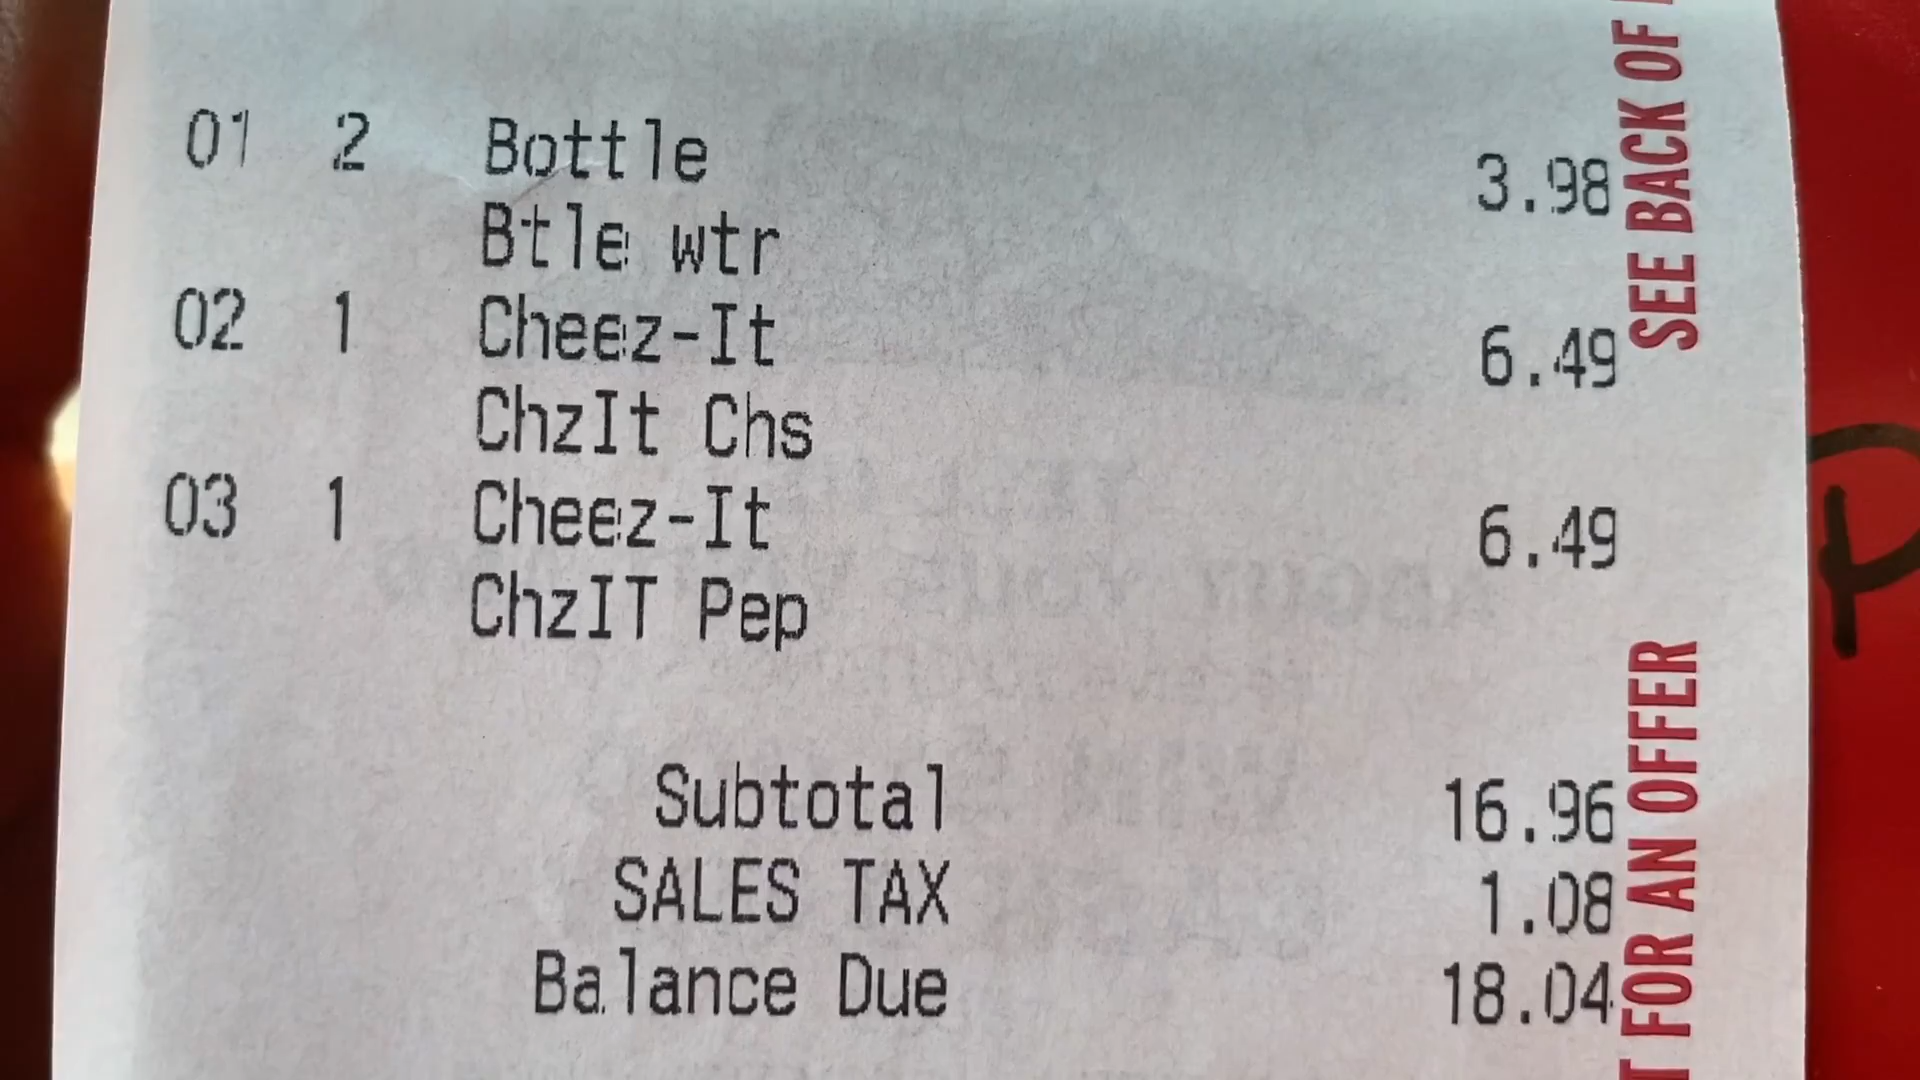 01 2 Bottle 3.98
Btle wtr
02 1 Cheez-It 6.49
ChzIt Chs
03 1 Cheez-It 6.49
ChzIT Pep
Subtotal 16.96
SALES TAX 1.08
Balance Due 18.04
SEE BACK OF
FOR AN OFFER
P